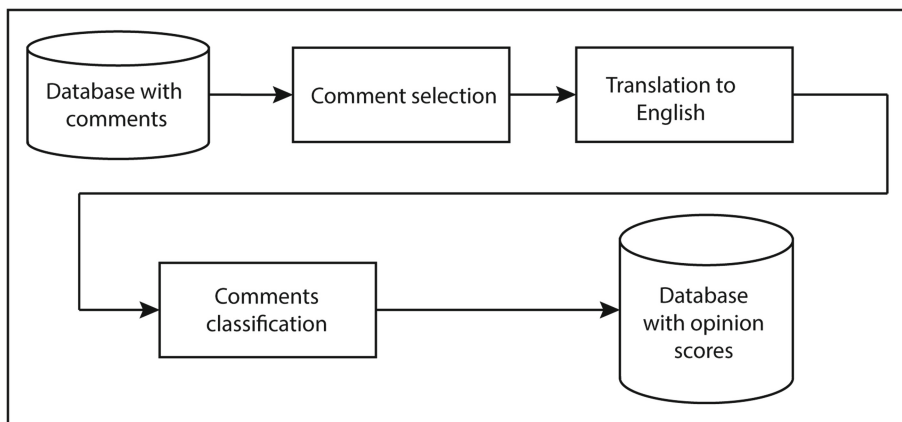 Database with
comments
Comment selection
Translation to
English
Comments
classification
Database
with opinion
scores